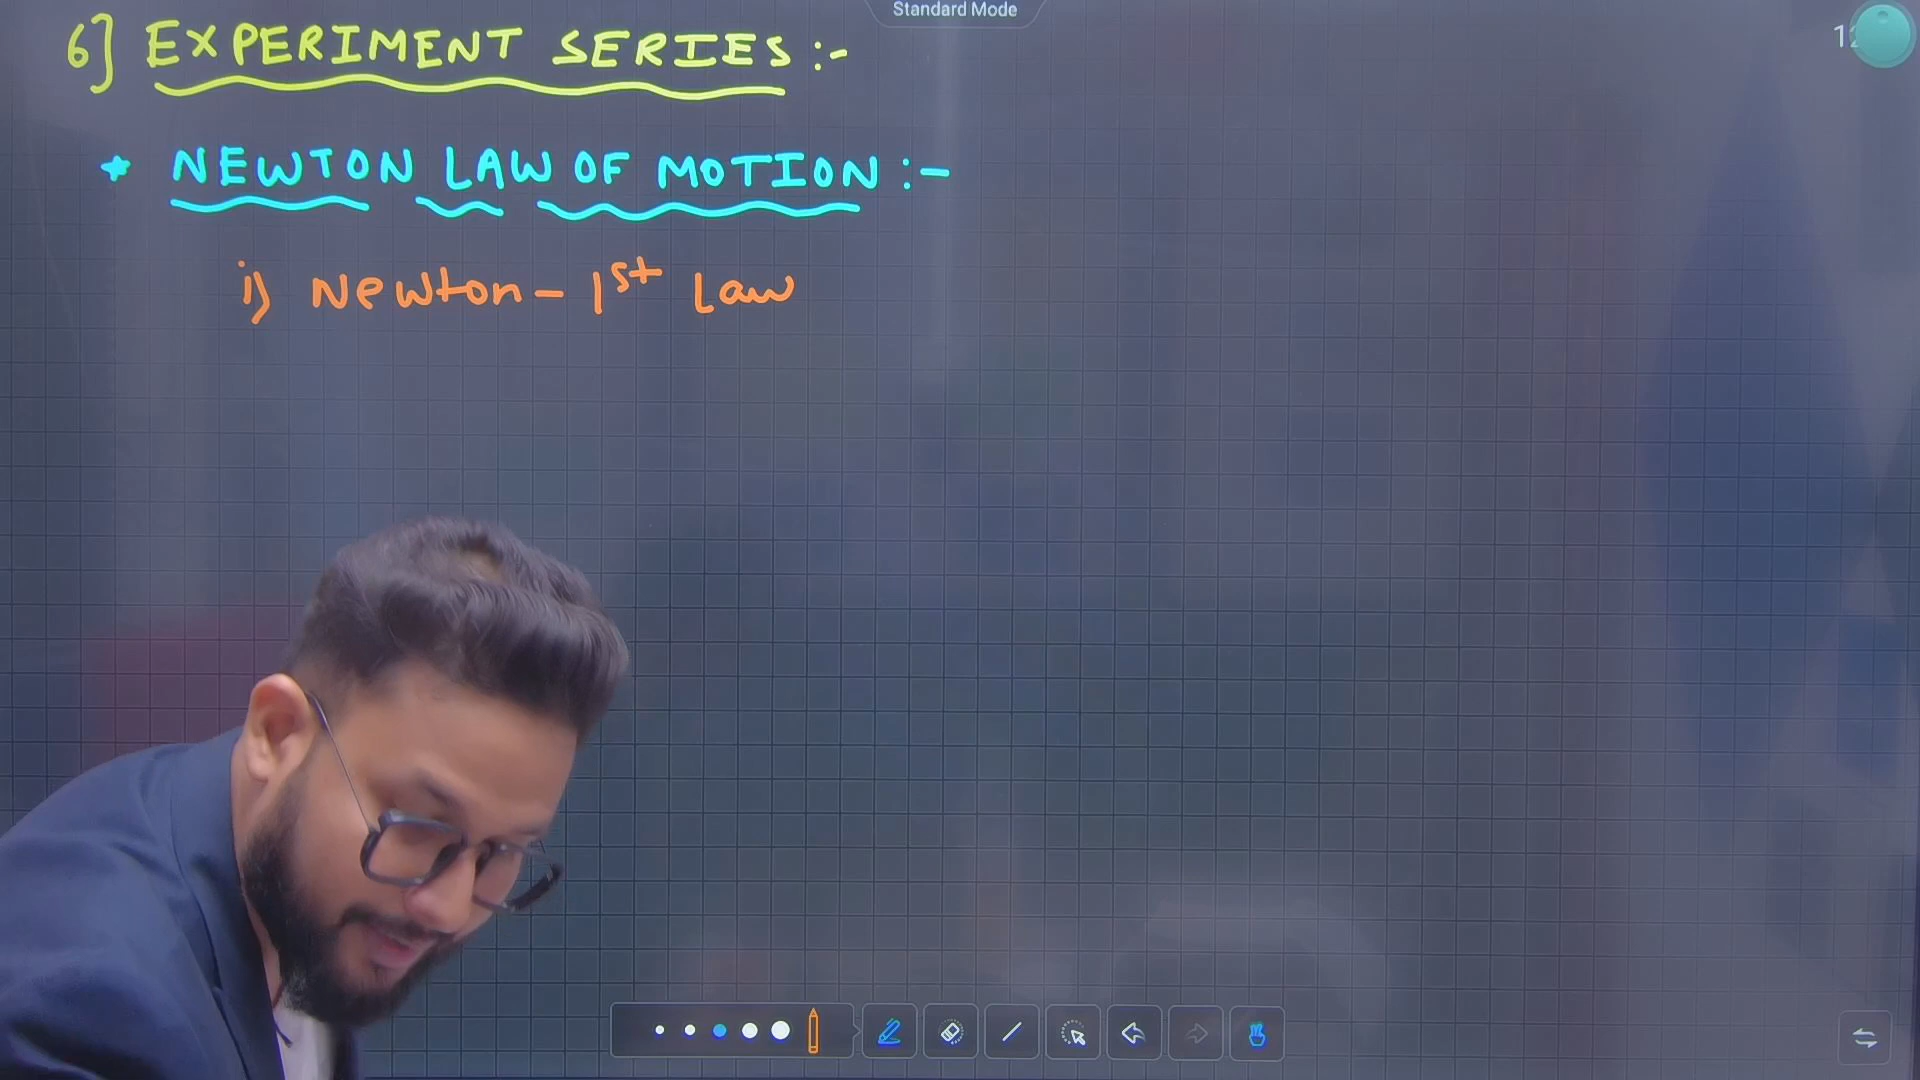 Standard Mode
6] EXPERIMENT SERIES :-
* NEWTON LAW OF MOTION :-
i) Newton - 1st Law